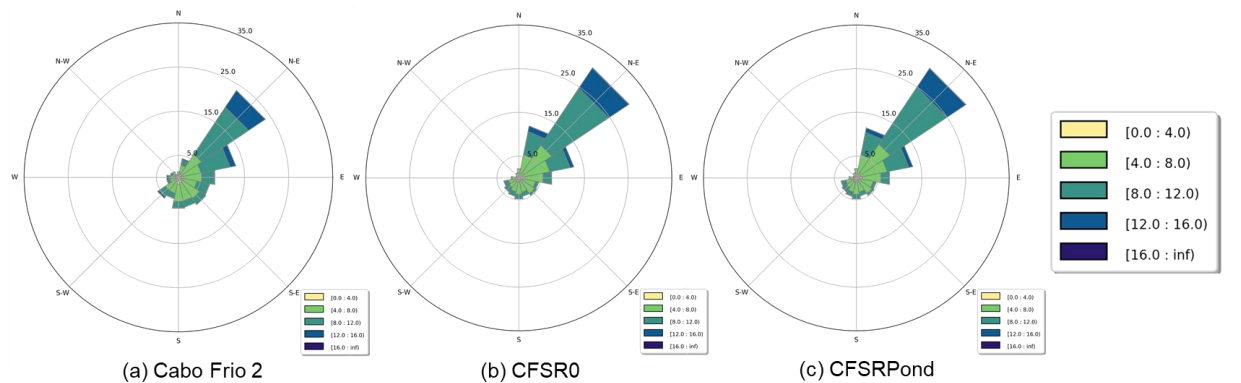 N
35.0
N-W
N-E
25.0
15.0
5.0
W
E
S-W
S-E
S
[0.0 : 4.0)
[4.0 : 8.0)
[8.0 : 12.0)
[12.0 : 16.0)
[16.0 : inf)
(a) Cabo Frio 2
N
35.0
N-W
N-E
25.0
15.0
5.0
W
E
S-W
S-E
S
[0.0 : 4.0)
[4.0 : 8.0)
[8.0 : 12.0)
[12.0 : 16.0)
[16.0 : inf)
(b) CFSR0
N
35.0
N-W
N-E
25.0
15.0
5.0
W
E
S-W
S-E
S
[0.0 : 4.0)
[4.0 : 8.0)
[8.0 : 12.0)
[12.0 : 16.0)
[16.0 : inf)
(c) CFSRPond
[0.0 : 4.0)
[4.0 : 8.0)
[8.0 : 12.0)
[12.0 : 16.0)
[16.0 : inf)